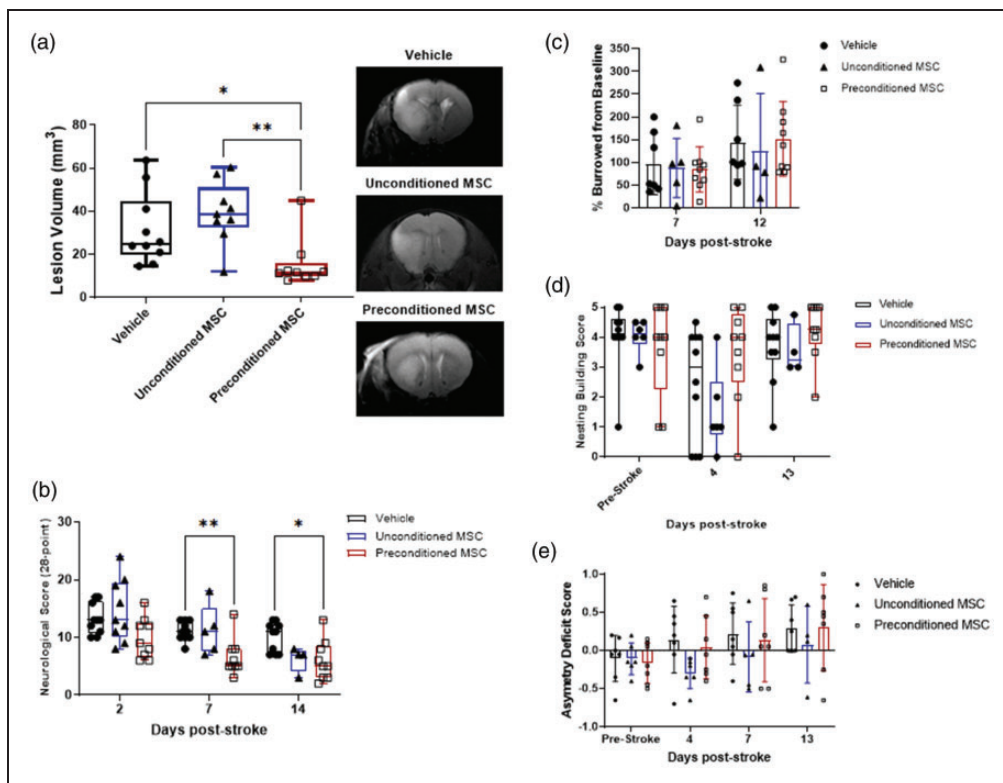 (a)
Vehicle
*
**
80
60
40
20
0
Lesion Volume (mm³)
Vehicle
Unconditioned MSC
Preconditioned MSC
Unconditioned MSC
Preconditioned MSC
(b)
30
20
10
0
Neurological Score (28-point)
**
*
Vehicle
Unconditioned MSC
Preconditioned MSC
2 7 14
Days post-stroke
(c)
350
300
250
200
150
100
50
0
% Burrowed from Baseline
Vehicle
Unconditioned MSC
Preconditioned MSC
7 12
Days post-stroke
(d)
5
4
3
2
1
0
Nesting Building Score
Vehicle
Unconditioned MSC
Preconditioned MSC
Pre-Stroke 4 13
Days post-stroke
(e)
1.0
0.5
0.0
-0.5
-1.0
Asymetry Deficit Score
Vehicle
Unconditioned MSC
Preconditioned MSC
Pre-Stroke 4 7 13
Days post-stroke